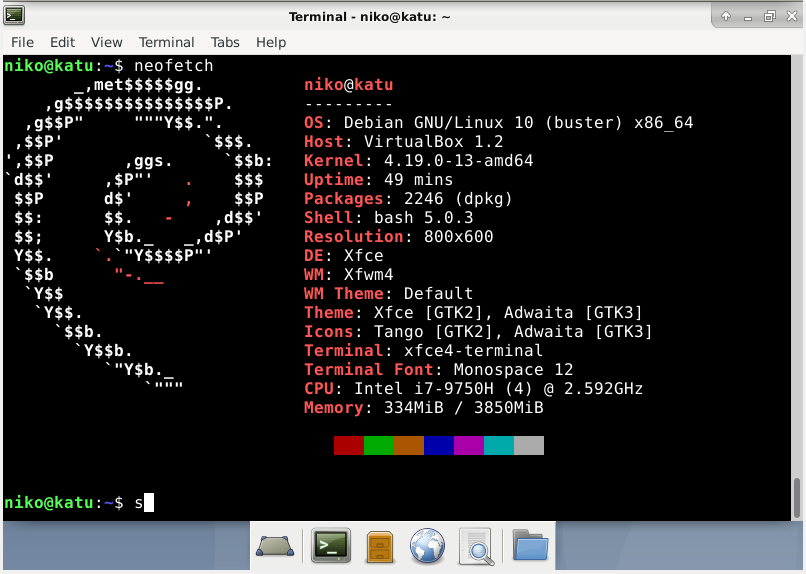 Terminal - niko@katu: ~
File Edit View Terminal Tabs Help
niko@katu:~$ neofetch
       _,met$$$$$gg.          niko@katu
    ,g$$$$$$$$$$$$$$$P.       ---------
  ,g$$P"     """Y$$.".        OS: Debian GNU/Linux 10 (buster) x86_64
 ,$$P'              `$$$.     Host: VirtualBox 1.2
',$$P       ,ggs.     `$$b:   Kernel: 4.19.0-13-amd64
`d$$'     ,$P"'   .    $$$    Uptime: 49 mins
 $$P      d$'     ,    $$P    Packages: 2246 (dpkg)
 $$:      $$.   -    ,d$$'    Shell: bash 5.0.3
 $$;      Y$b._   _,d$P'      Resolution: 800x600
 Y$$.    `.`"Y$$$$P"'         DE: Xfce
 `$$b      "-.__              WM: Xfwm4
  `Y$$                        WM Theme: Default
   `Y$$.                      Theme: Xfce [GTK2], Adwaita [GTK3]
     `$$b.                    Icons: Tango [GTK2], Adwaita [GTK3]
       `Y$$b.                 Terminal: xfce4-terminal
          `"Y$b._             Terminal Font: Monospace 12
              `"""            CPU: Intel i7-9750H (4) @ 2.592GHz
                              Memory: 334MiB / 3850MiB
niko@katu:~$ s